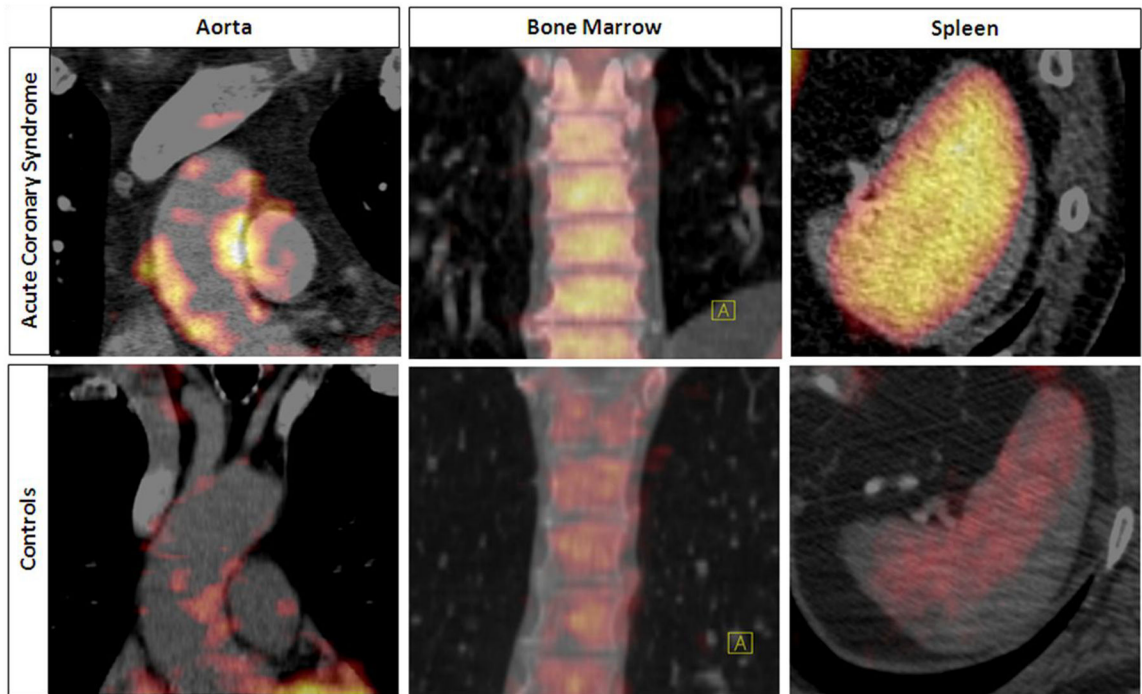 Aorta
Bone Marrow
Spleen
Acute Coronary Syndrome
A
Controls
A